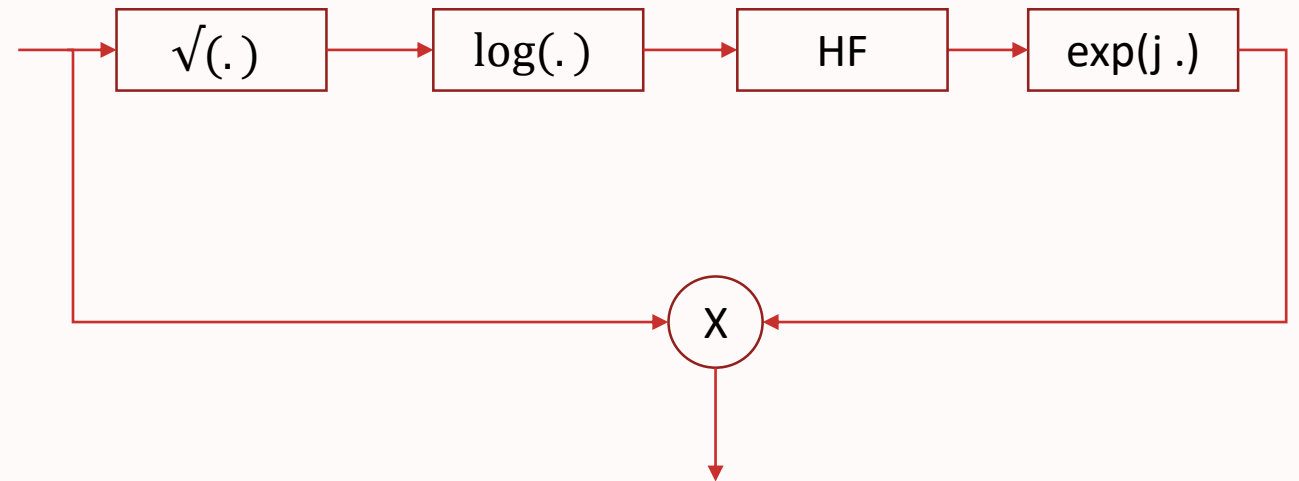 √(. )
log(. )
HF
exp(j .)
X